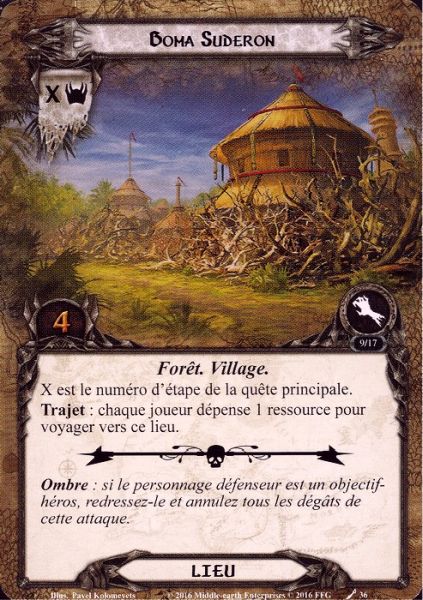 Boma Suderon
X
4
9/17
Forêt. Village.
X est le numéro d'étape de la quête principale.
Trajet : chaque joueur dépense 1 ressource pour
voyager vers ce lieu.
Ombre : si le personnage défenseur est un objectif-
héros, redressez-le et annulez tous les dégâts de
cette attaque.
LIEU
Illus. Pavel Kolomeyets © 2016 Middle-earth Enterprises © 2016 FFG 36